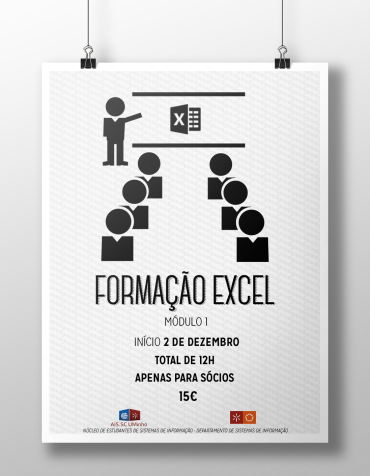 X
FORMAÇÃO EXCEL
MÓDULO 1
INÍCIO 2 DE DEZEMBRO
TOTAL DE 12H
APENAS PARA SÓCIOS
15€
AIS.SC UMinho
NÚCLEO DE ESTUDANTES DE SISTEMAS DE INFORMAÇÃO · DEPARTAMENTO DE SISTEMAS DE INFORMAÇÃO